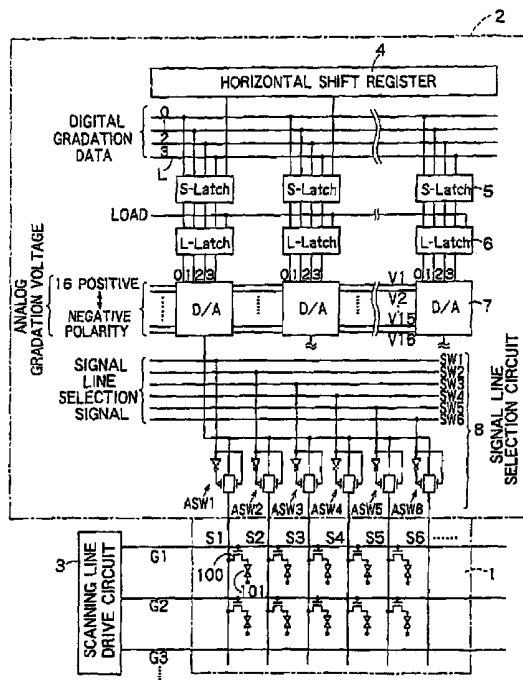 2
4
HORIZONTAL SHIFT REGISTER
DIGITAL GRADATION DATA
0
1
2
3
L
S-Latch S-Latch S-Latch 5
LOAD
L-Latch L-Latch L-Latch 6
0 1 2 3 0 1 2 3 0 1 2 3
ANALOG GRADATION VOLTAGE
16 POSITIVE
NEGATIVE POLARITY
D/A D/A D/A 7
V1
V2
V15
V16
SIGNAL LINE SELECTION SIGNAL
SW1
SW2
SW3
SW4
SW5
SW6
8
SIGNAL LINE SELECTION CIRCUIT
ASW1 ASW2 ASW3 ASW4 ASW5 ASW6
S1 S2 S3 S4 S5 S6
3
SCANNING LINE DRIVE CIRCUIT
G1
100
101
1
G2
G3